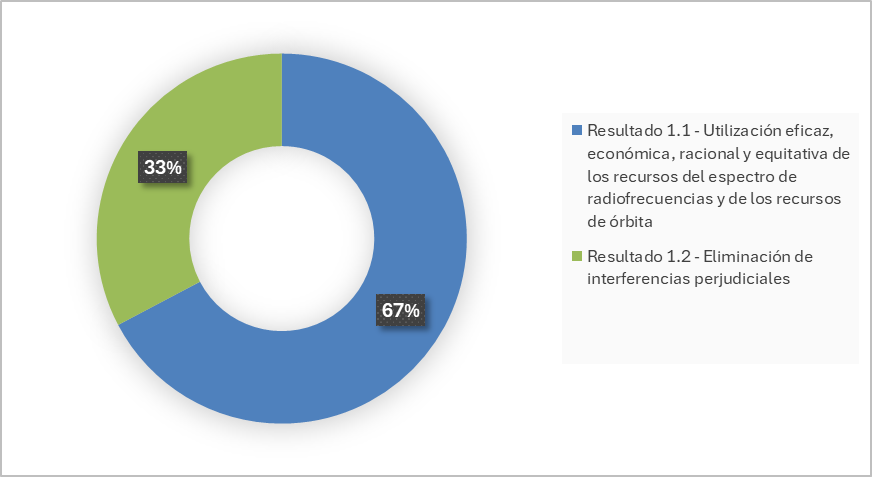 33%
67%
Resultado 1.1 - Utilización eficaz,
económica, racional y equitativa de
los recursos del espectro de
radiofrecuencias y de los recursos
de órbita
Resultado 1.2 - Eliminación de
interferencias perjudiciales